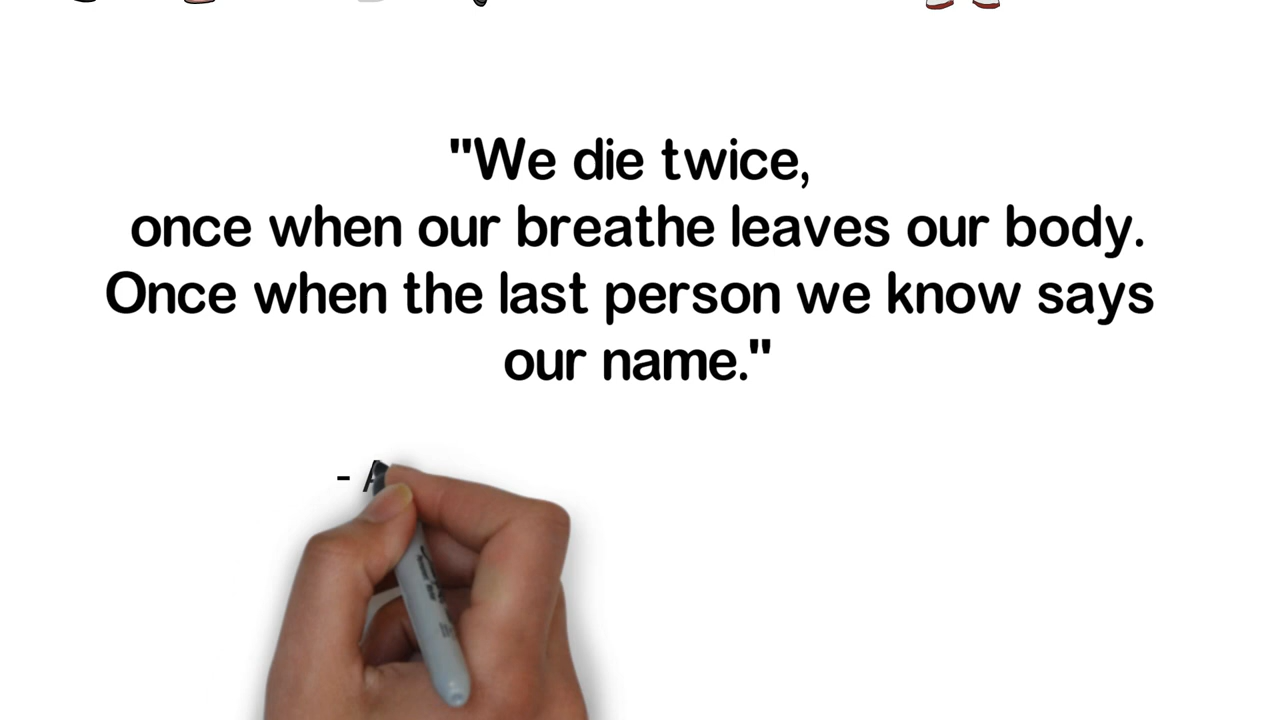 "We die twice,
once when our breathe leaves our body.
Once when the last person we know says
our name."
- A